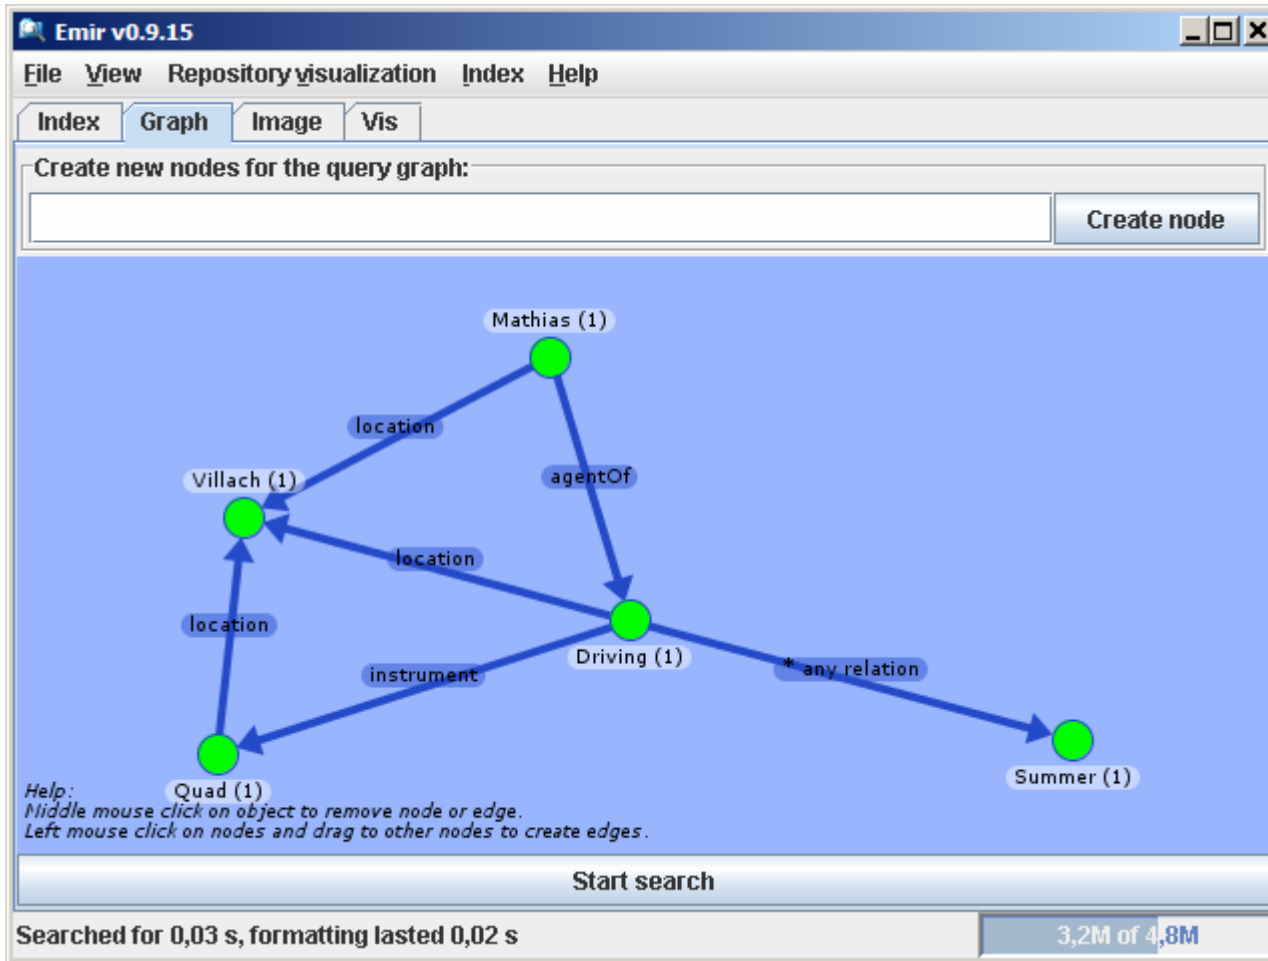 Emir v0.9.15
File View Repository visualization Index Help
Index Graph Image Vis
Create new nodes for the query graph:
Create node
Mathias (1)
location
Villach (1)
agentOf
location
location
Driving (1)
instrument
* any relation
Summer (1)
Quad (1)
Help:
Middle mouse click on object to remove node or edge.
Left mouse click on nodes and drag to other nodes to create edges.
Start search
Searched for 0,03 s, formatting lasted 0,02 s
3,2M of 4,8M